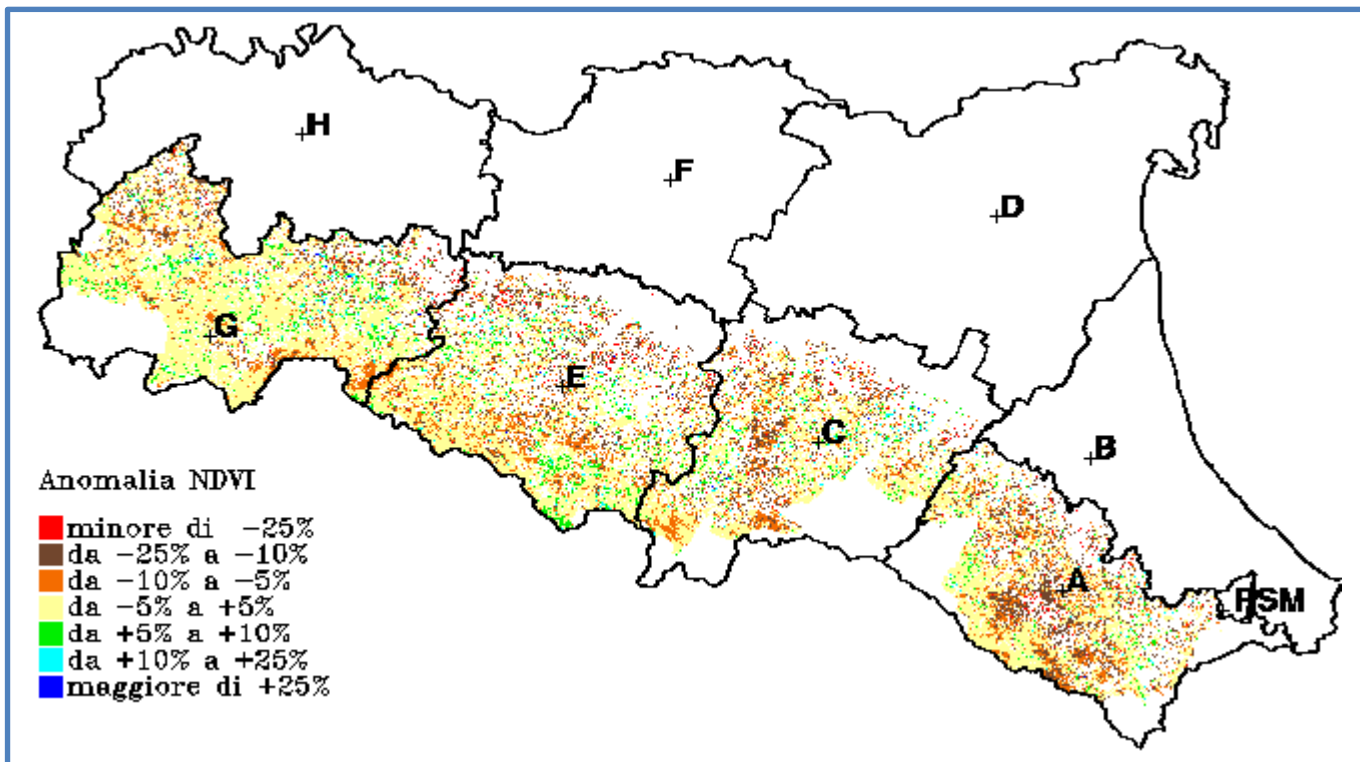 H
F
D
G
E
C
B
A
RSM
Anomalia NDVI
minore di -25%
da -25% a -10%
da -10% a -5%
da -5% a +5%
da +5% a +10%
da +10% a +25%
maggiore di +25%